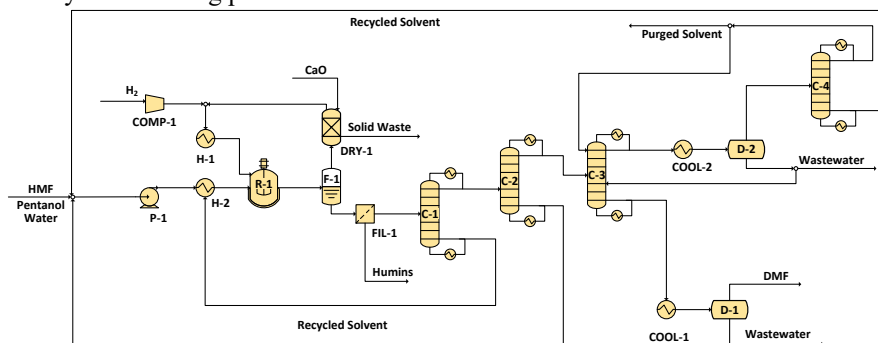 Recycled Solvent
Purged Solvent
CaO
H₂
C-4
COMP-1
Solid Waste
DRY-1
H-1
C-2
C-3
COOL-2
D-2
Wastewater
R-1
F-1
HMF
Pentanol
Water
P-1
H-2
FIL-1
C-1
Humins
DMF
Recycled Solvent
COOL-1
D-1
Wastewater